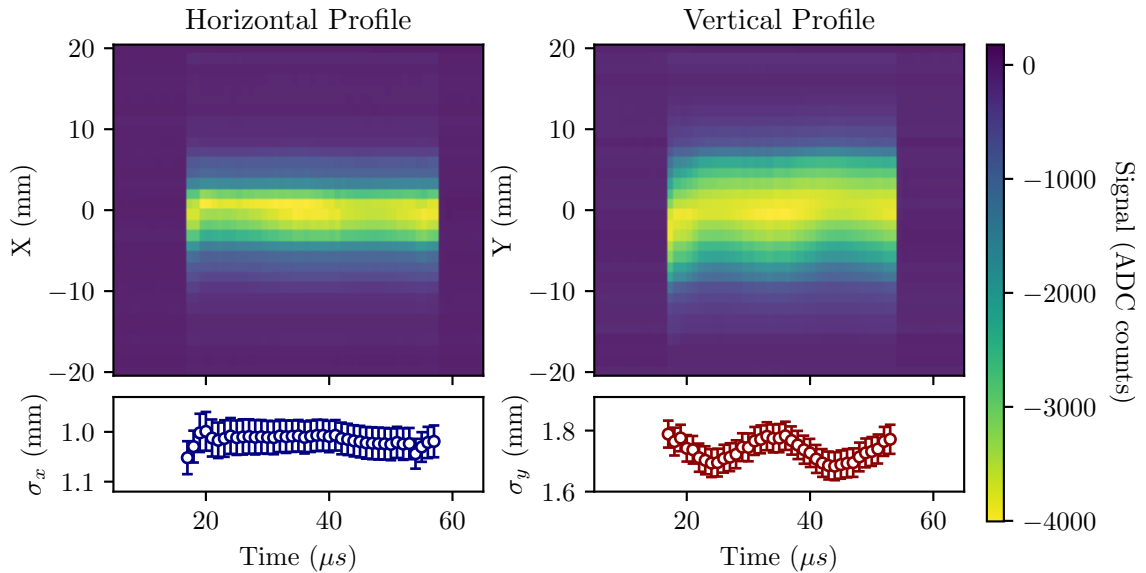 Horizontal Profile
Vertical Profile
20
10
0
−10
−20
X (mm)
20
10
0
−10
−20
Y (mm)
0
−1000
−2000
−3000
−4000
Signal (ADC counts)
1.0
1.1
σx (mm)
1.8
1.6
σy (mm)
20
40
60
Time (μs)
20
40
60
Time (μs)